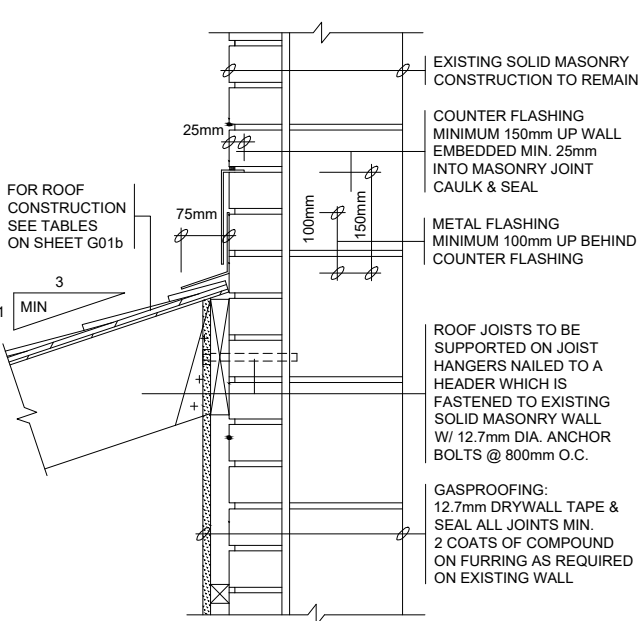 EXISTING SOLID MASONRY
CONSTRUCTION TO REMAIN
COUNTER FLASHING
MINIMUM 150mm UP WALL
EMBEDDED MIN. 25mm
INTO MASONRY JOINT
CAULK & SEAL
25mm
FOR ROOF
CONSTRUCTION
SEE TABLES
ON SHEET G01b
75mm
100mm
150mm
METAL FLASHING
MINIMUM 100mm UP BEHIND
COUNTER FLASHING
3
1
MIN
ROOF JOISTS TO BE
SUPPORTED ON JOIST
HANGERS NAILED TO A
HEADER WHICH IS
FASTENED TO EXISTING
SOLID MASONRY WALL
W/ 12.7mm DIA. ANCHOR
BOLTS @ 800mm O.C.
GASPROOFING:
12.7mm DRYWALL TAPE &
SEAL ALL JOINTS MIN.
2 COATS OF COMPOUND
ON FURRING AS REQUIRED
ON EXISTING WALL